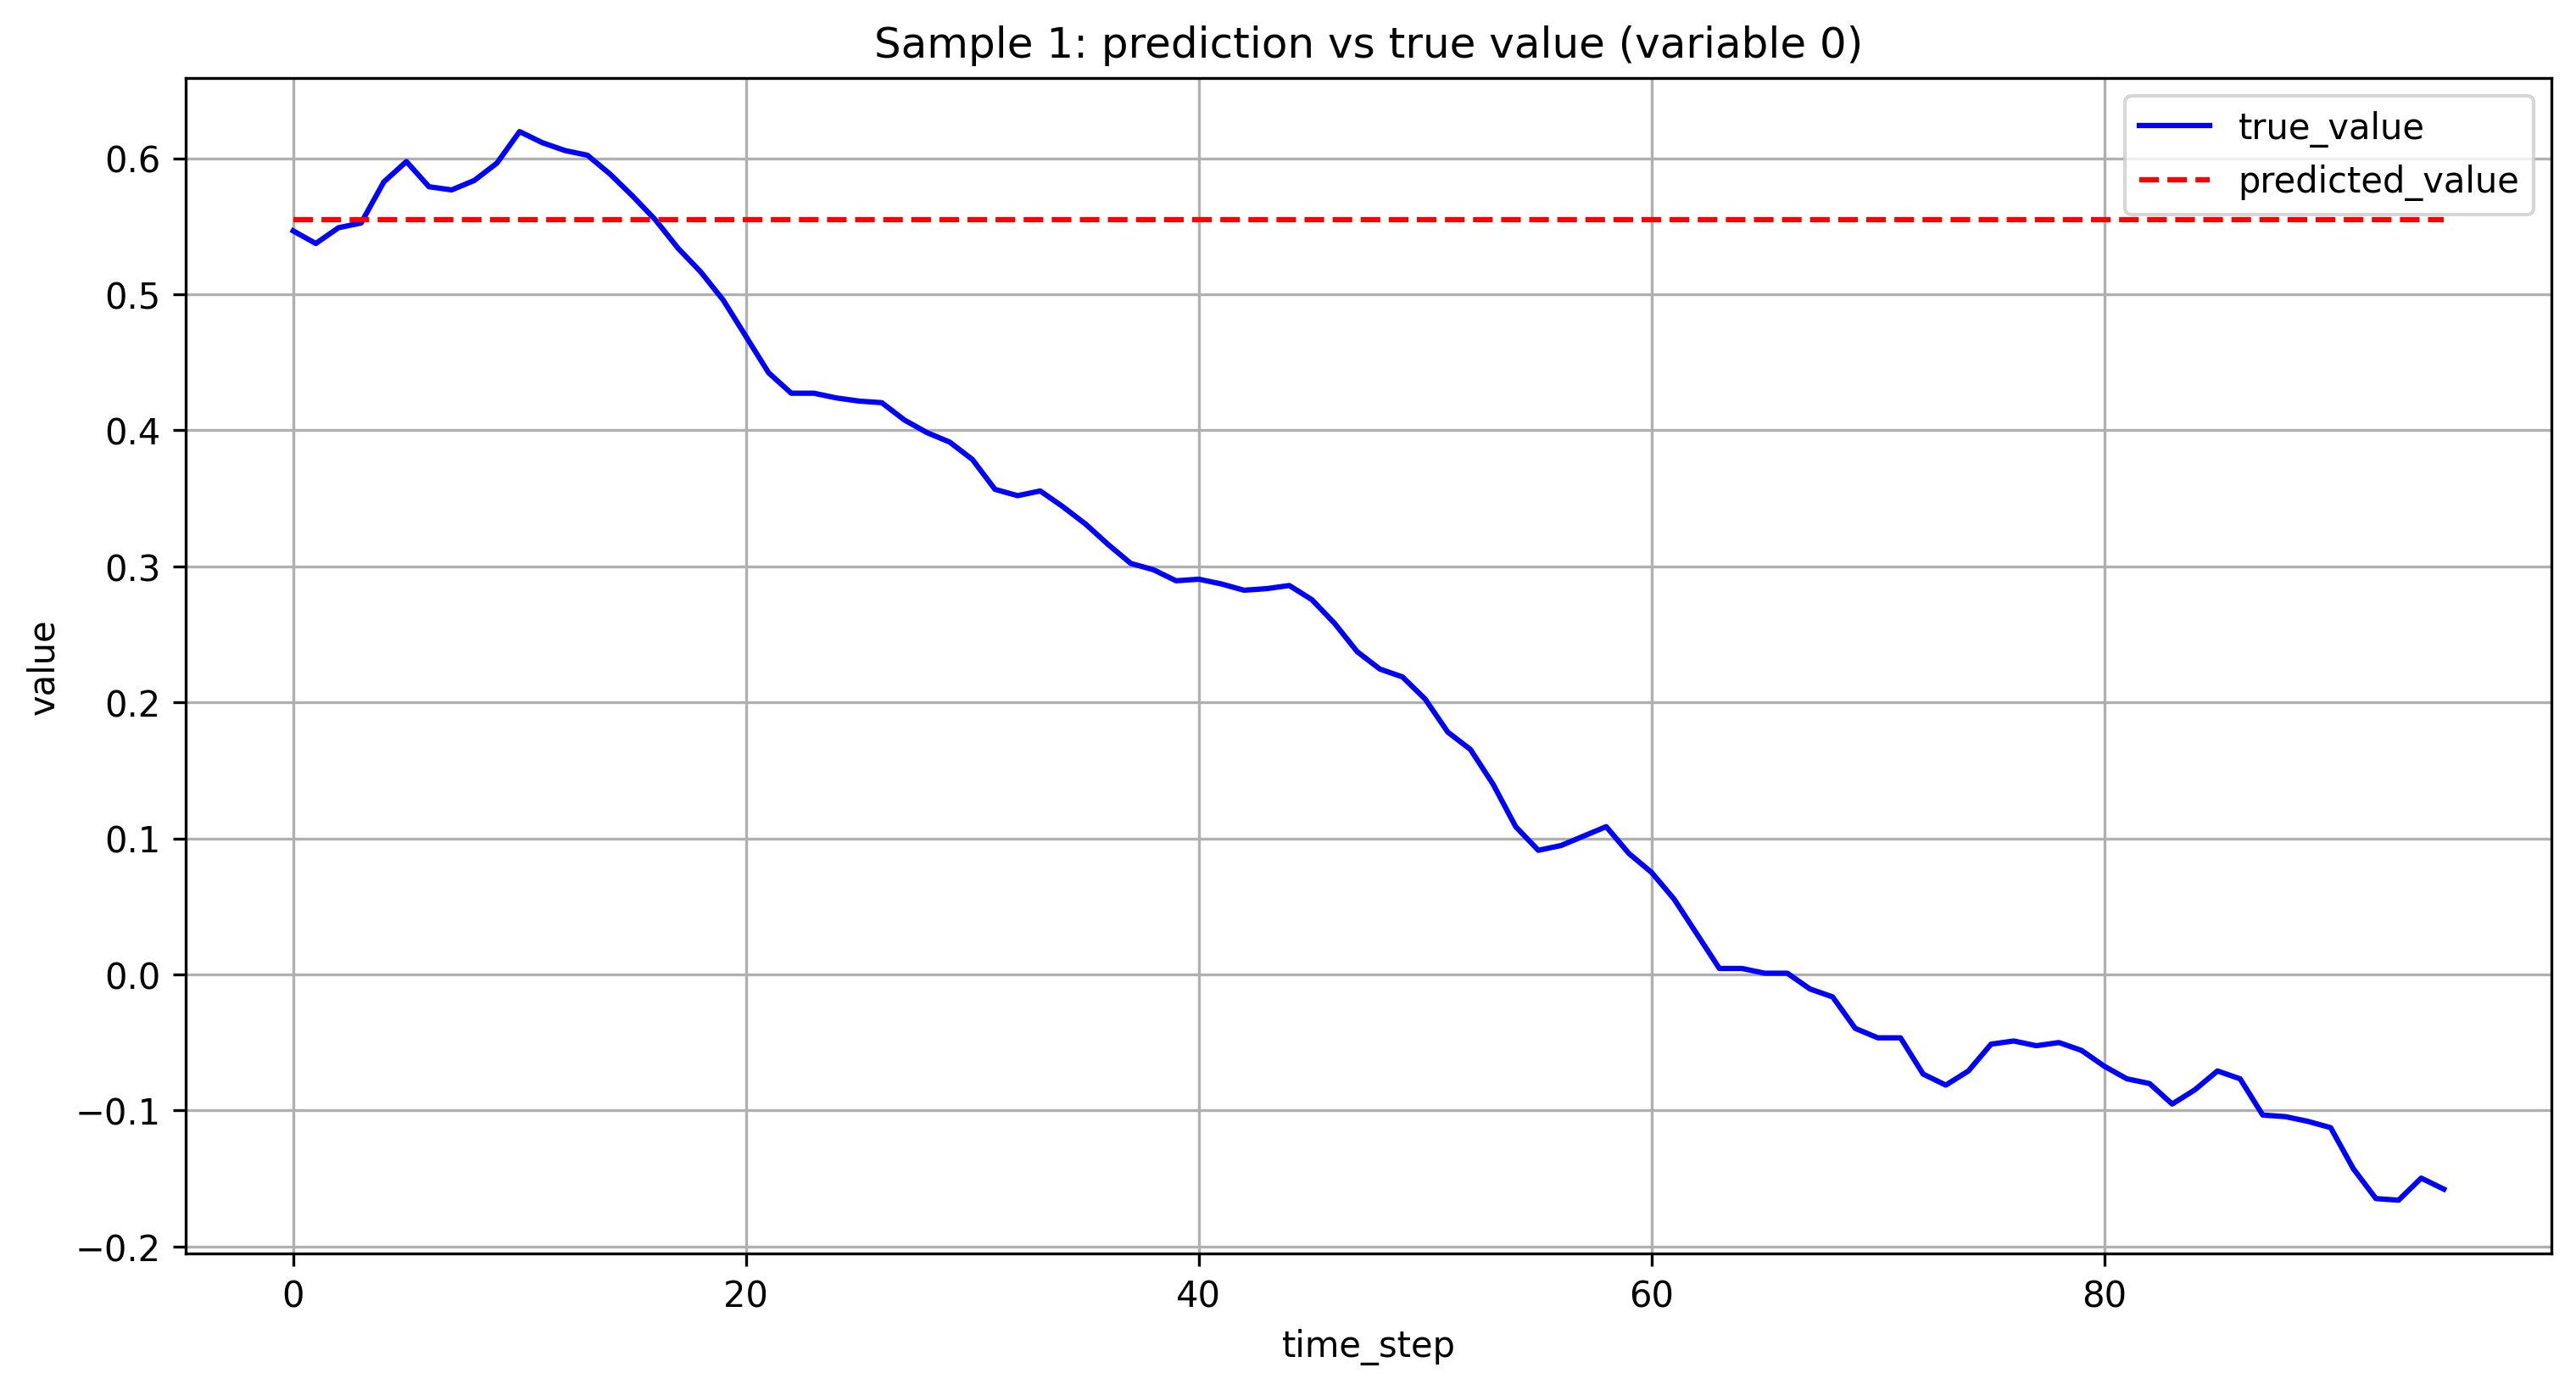 Sample 1: prediction vs true value (variable 0)
true_value
predicted_value
value
0.6
0.5
0.4
0.3
0.2
0.1
0.0
−0.1
−0.2
0 20 40 60 80
time_step